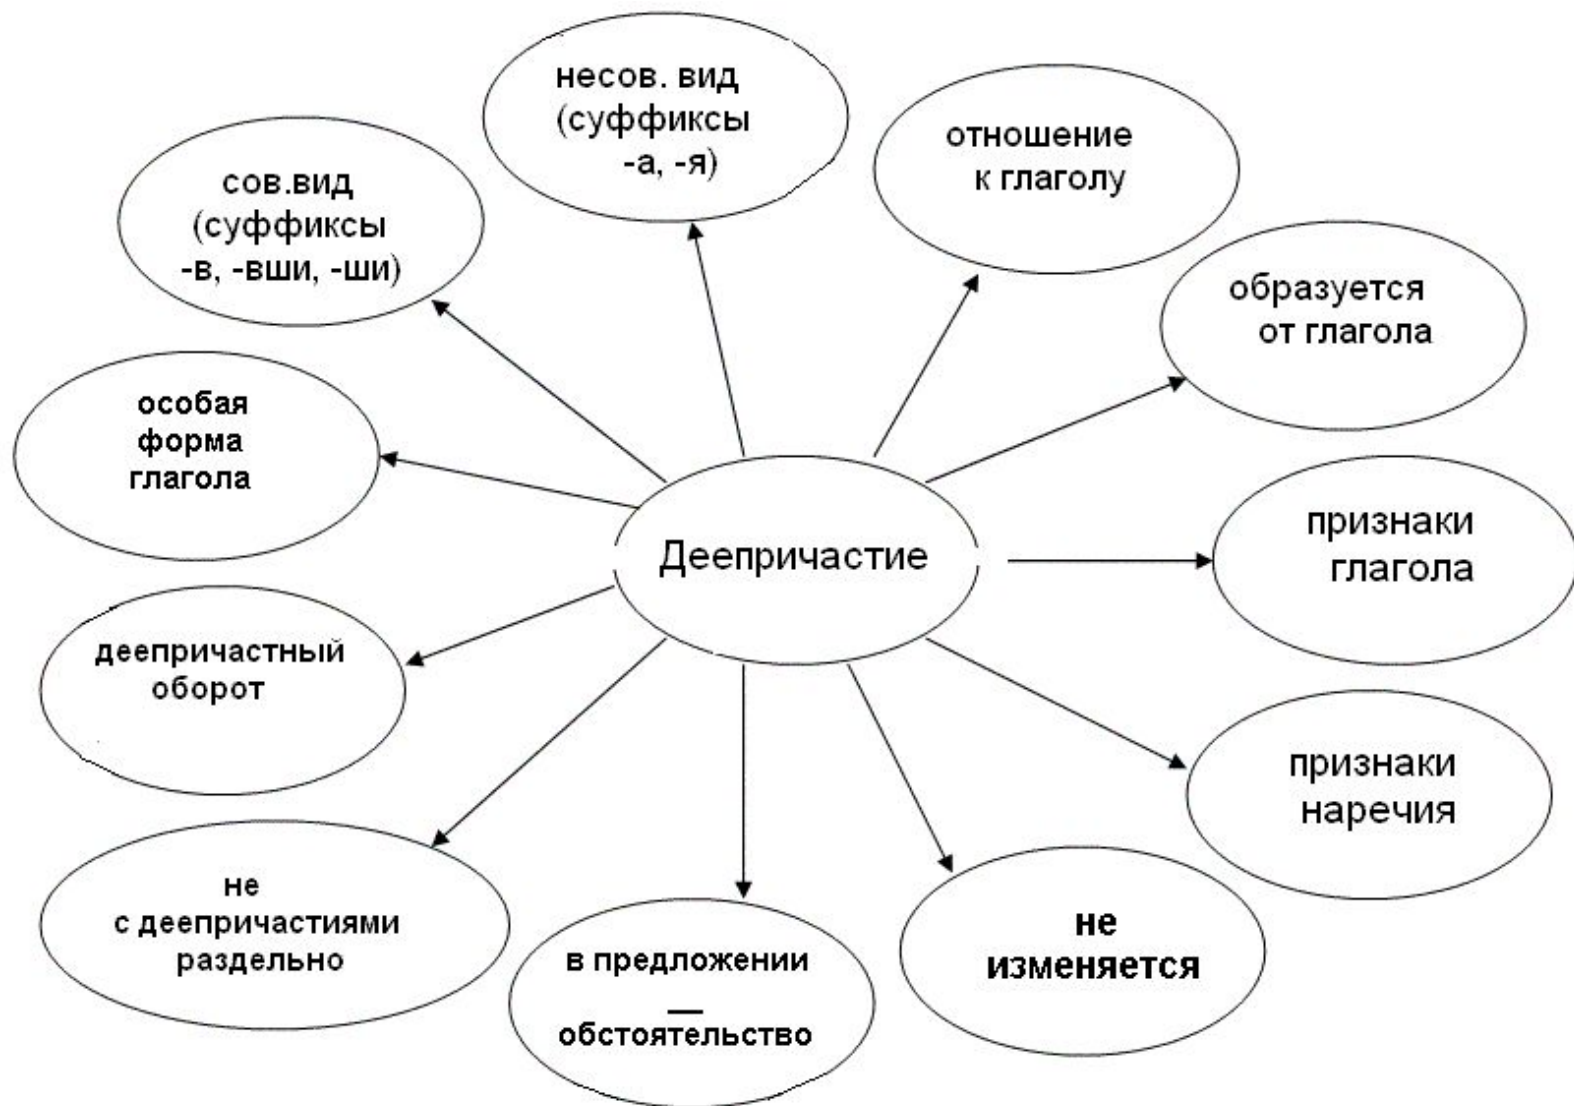 несов. вид
(суффиксы
-а, -я)
отношение
к глаголу
сов.вид
(суффиксы
-в, -вши, -ши)
образуется
от глагола
особая
форма
глагола
Деепричастие
признаки
глагола
деепричастный
оборот
признаки
наречия
не
с деепричастиями
раздельно
в предложении
—
обстоятельство
не
изменяется